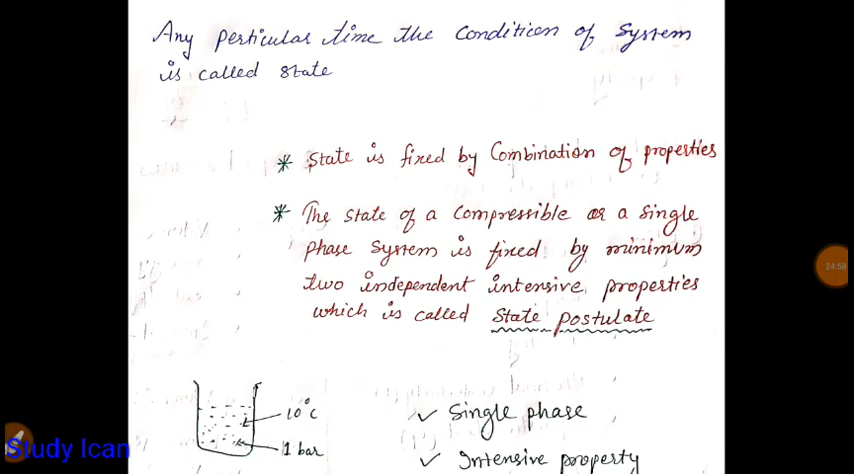 Any perticular time the condition of system
is called state
* State is fixed by Combination of properties
* The state of a compressible or a single
phase system is fixed by minimum
two independent intensive properties
which is called State postulate
10°C
1 bar
✓ Single phase
✓ Intensive property
24:58
Study Ican